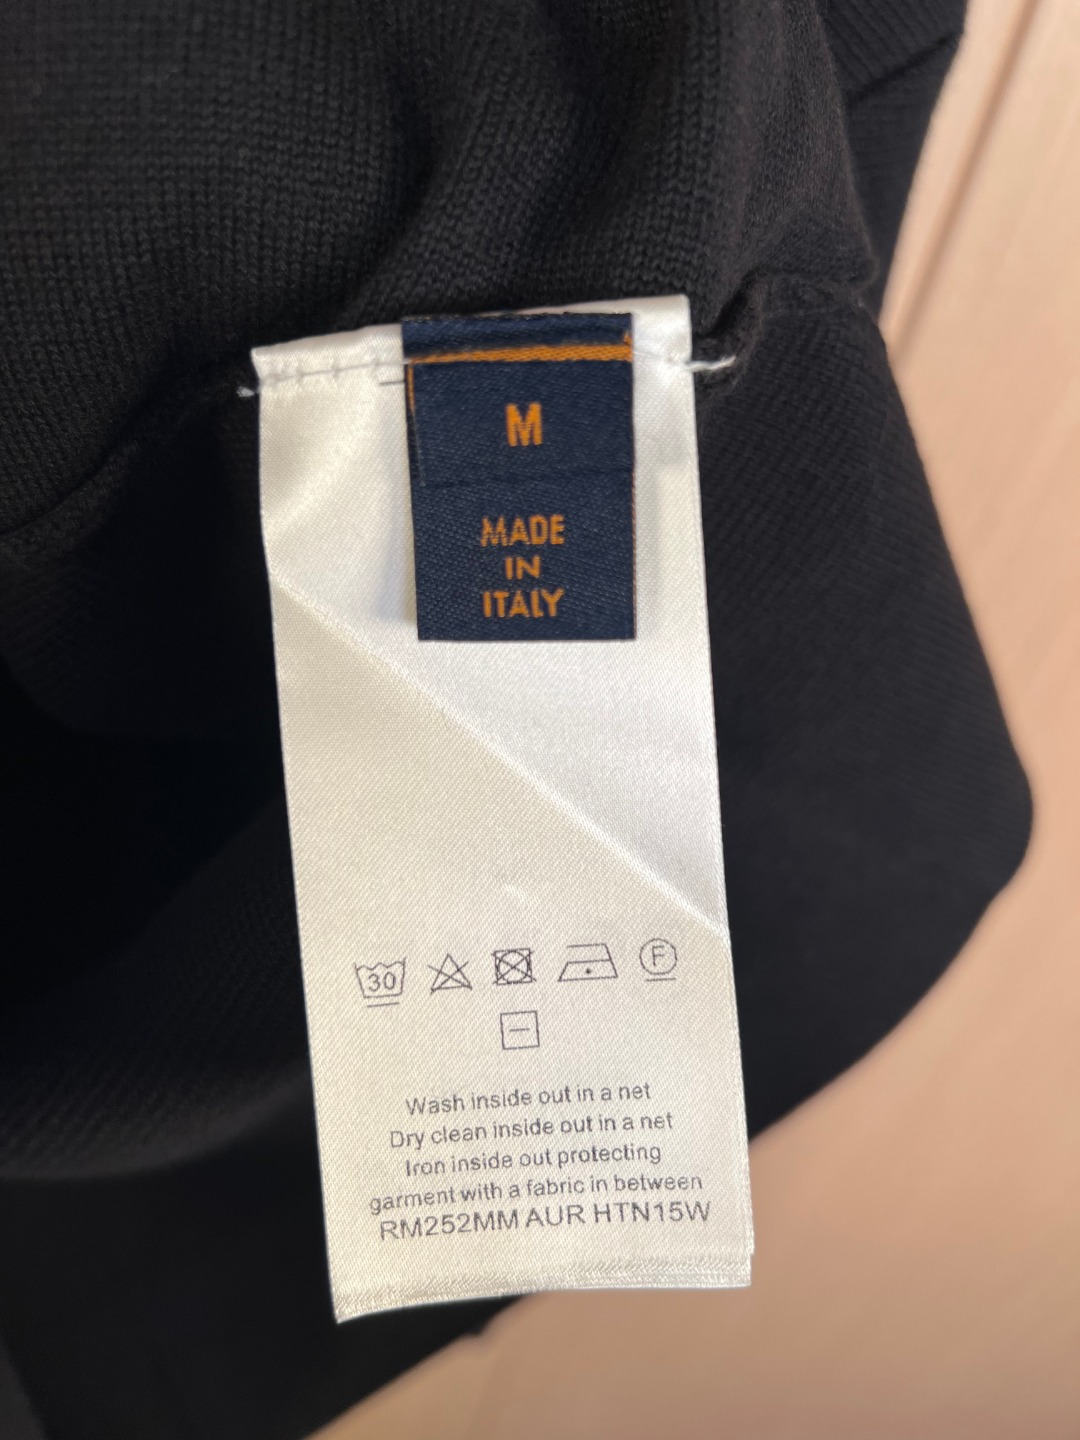 M
MADE
IN
ITALY
30
F
Wash inside out in a net
Dry clean inside out in a net
Iron inside out protecting
garment with a fabric in between
RM252MM AUR HTN15W